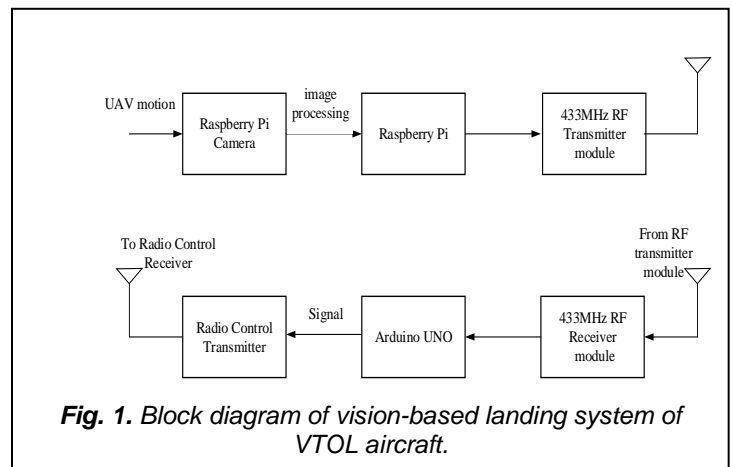 UAV motion
image
processing
Raspberry Pi
Camera
Raspberry Pi
433MHz RF
Transmitter
module
To Radio Control
Receiver
From RF
transmitter
module
Radio Control
Transmitter
Signal
Arduino UNO
433MHz RF
Receiver
module
Fig. 1. Block diagram of vision-based landing system of
VTOL aircraft.